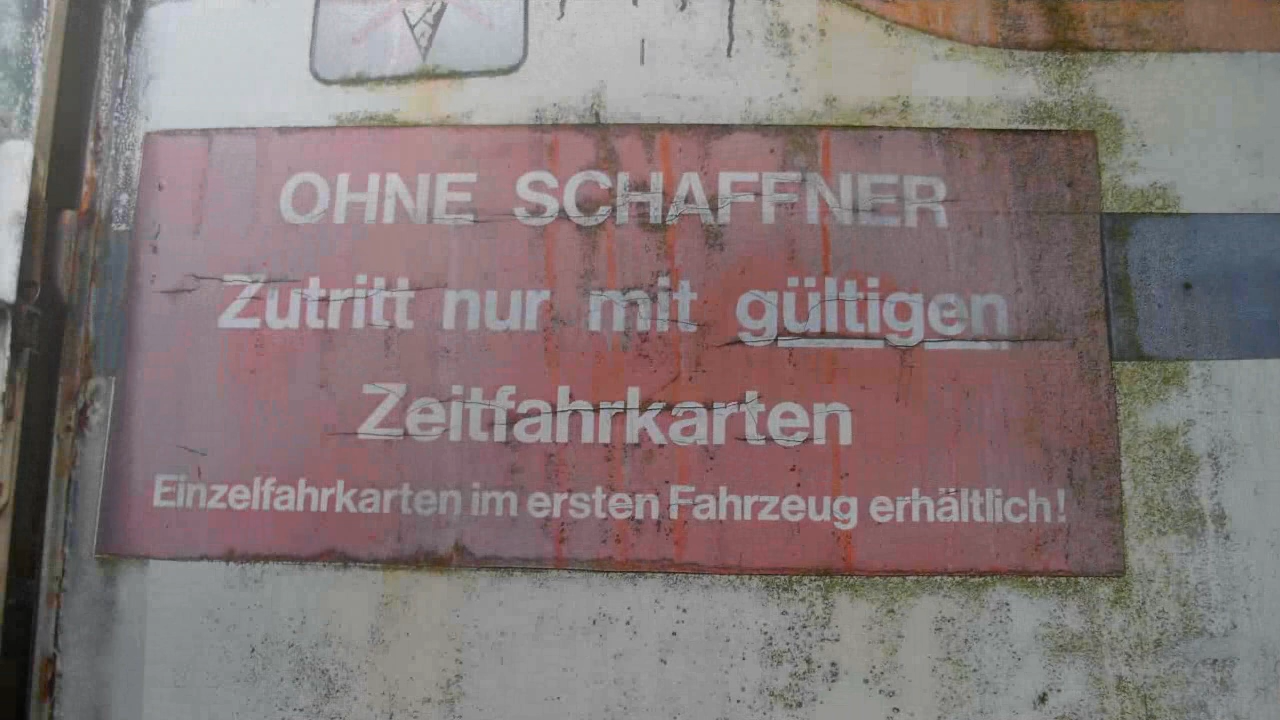 OHNE SCHAFFNER
Zutritt nur mit gültigen
Zeitfahrkarten
Einzelfahrkarten im ersten Fahrzeug erhältlich!